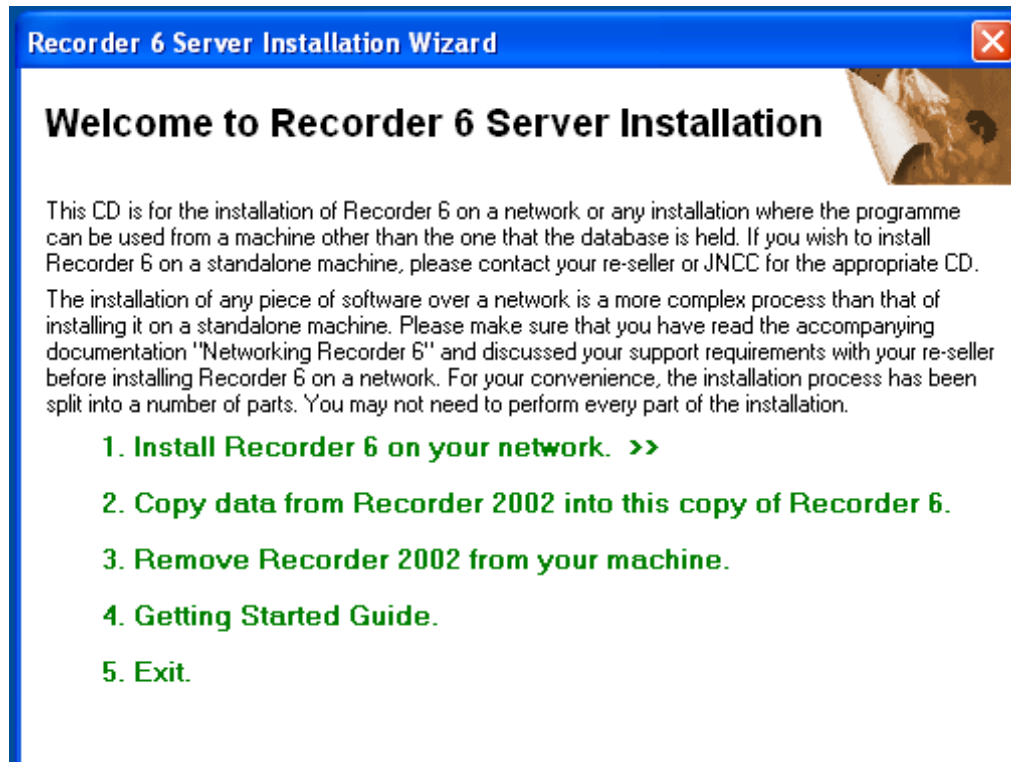 Recorder 6 Server Installation Wizard
Welcome to Recorder 6 Server Installation
This CD is for the installation of Recorder 6 on a network or any installation where the programme
can be used from a machine other than the one that the database is held. If you wish to install
Recorder 6 on a standalone machine, please contact your re-seller or JNCC for the appropriate CD.
The installation of any piece of software over a network is a more complex process than that of
installing it on a standalone machine. Please make sure that you have read the accompanying
documentation "Networking Recorder 6" and discussed your support requirements with your re-seller
before installing Recorder 6 on a network. For your convenience, the installation process has been
split into a number of parts. You may not need to perform every part of the installation.
1. Install Recorder 6 on your network. >>
2. Copy data from Recorder 2002 into this copy of Recorder 6.
3. Remove Recorder 2002 from your machine.
4. Getting Started Guide.
5. Exit.